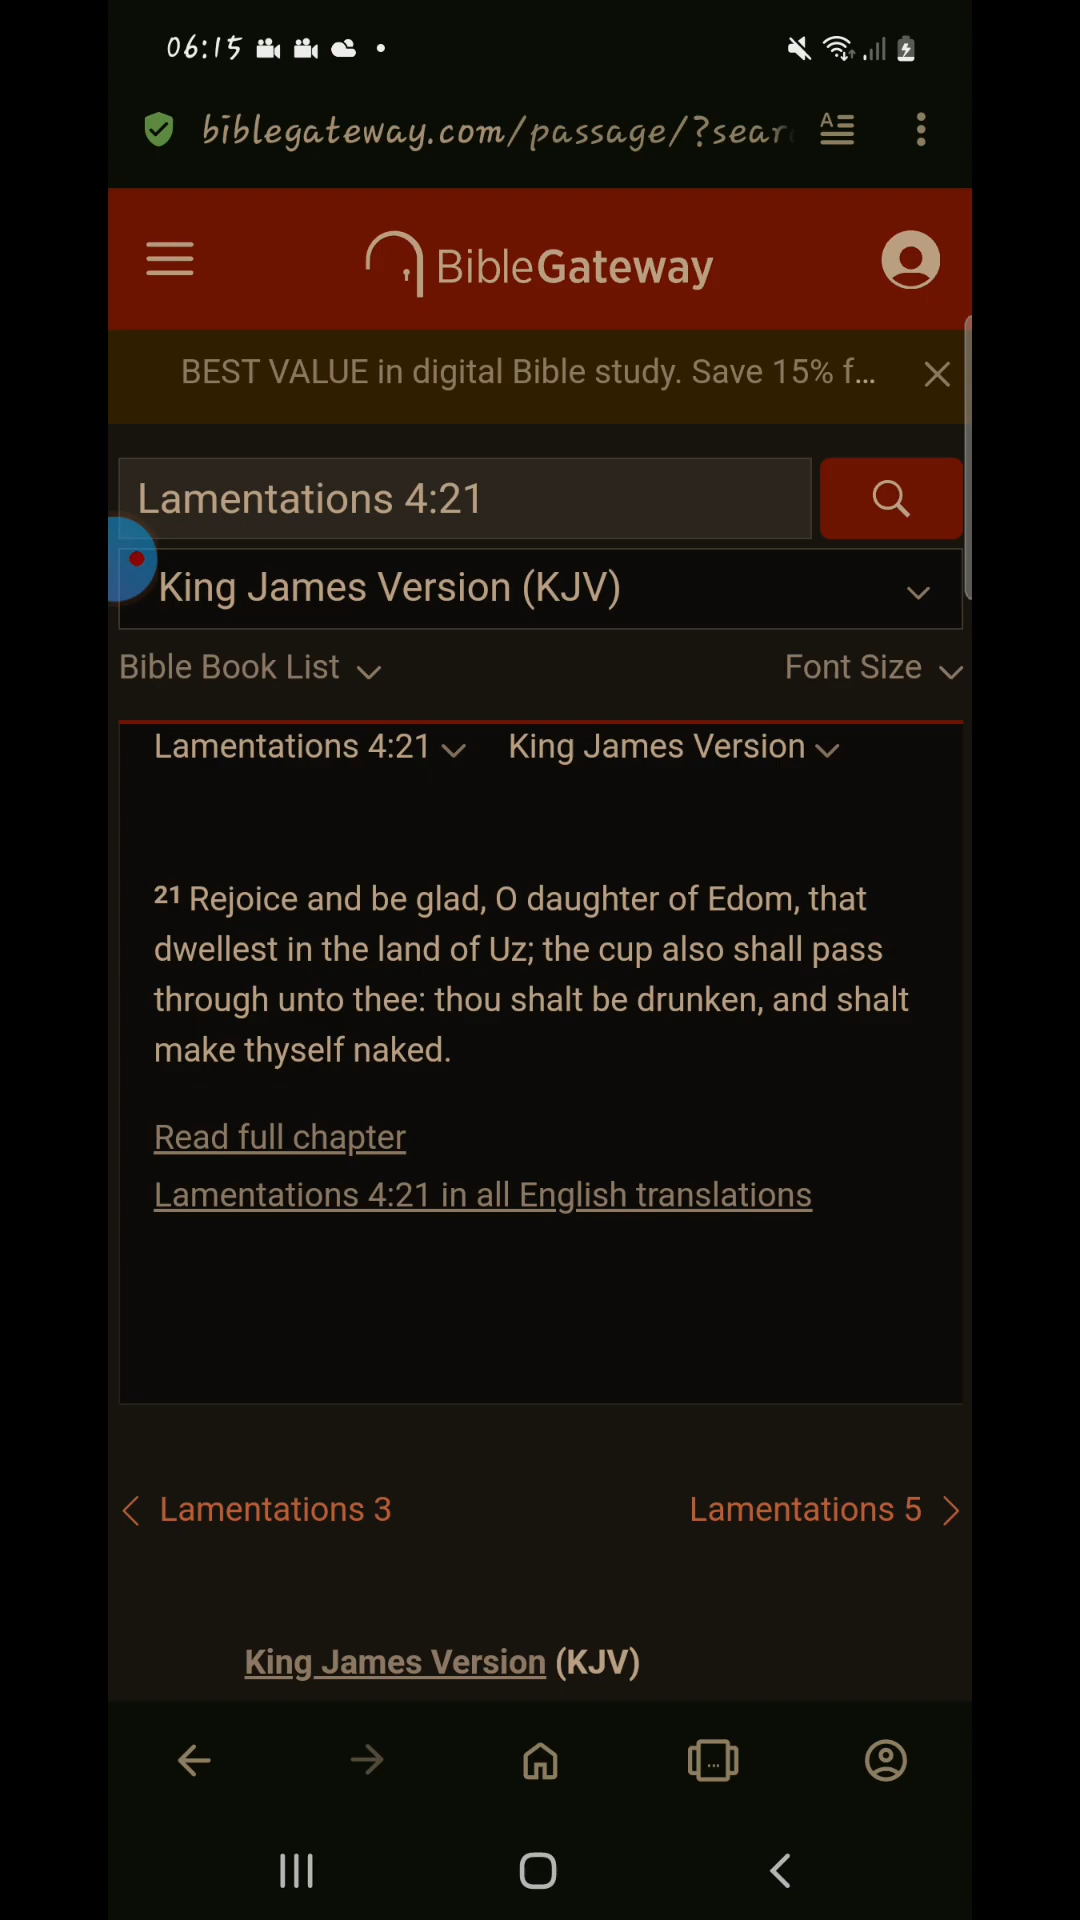 06:15
biblegateway.com/passage/?sear
BibleGateway
BEST VALUE in digital Bible study. Save 15% f...
Lamentations 4:21
King James Version (KJV)
Bible Book List
Font Size
Lamentations 4:21 King James Version
21 Rejoice and be glad, O daughter of Edom, that
dwellest in the land of Uz; the cup also shall pass
through unto thee: thou shalt be drunken, and shalt
make thyself naked.
Read full chapter
Lamentations 4:21 in all English translations
Lamentations 3
Lamentations 5
King James Version (KJV)